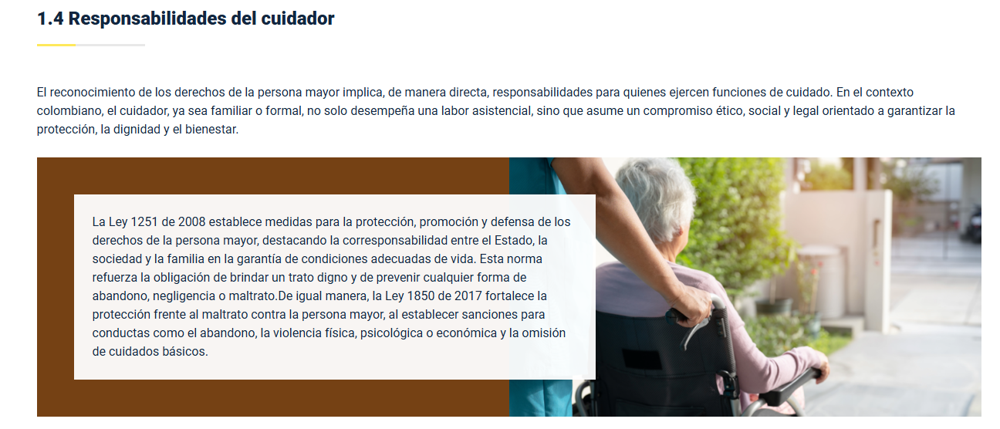 1.4 Responsabilidades del cuidador
El reconocimiento de los derechos de la persona mayor implica, de manera directa, responsabilidades para quienes ejercen funciones de cuidado. En el contexto
colombiano, el cuidador, ya sea familiar o formal, no solo desempeña una labor asistencial, sino que asume un compromiso ético, social y legal orientado a garantizar la
protección, la dignidad y el bienestar.
La Ley 1251 de 2008 establece medidas para la protección, promoción y defensa de los
derechos de la persona mayor, destacando la corresponsabilidad entre el Estado, la
sociedad y la familia en la garantía de condiciones adecuadas de vida. Esta norma
refuerza la obligación de brindar un trato digno y de prevenir cualquier forma de
abandono, negligencia o maltrato.De igual manera, la Ley 1850 de 2017 fortalece la
protección frente al maltrato contra la persona mayor, al establecer sanciones para
conductas como el abandono, la violencia física, psicológica o económica y la omisión
de cuidados básicos.